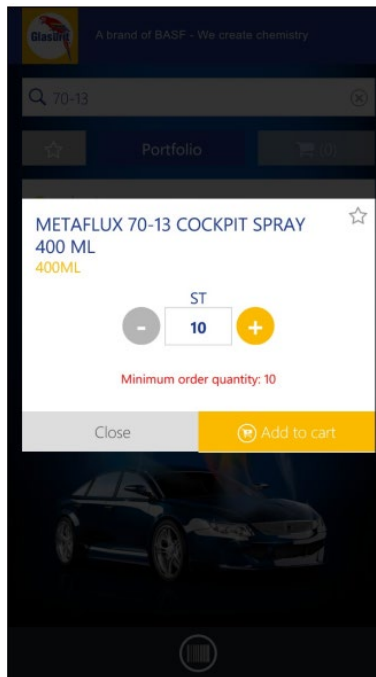 Glasurit
A brand of BASF - We create chemistry
70-13
Portfolio
(0)
METAFLUX 70-13 COCKPIT SPRAY
400 ML
400ML
ST
- 10 +
Minimum order quantity: 10
Close
Add to cart